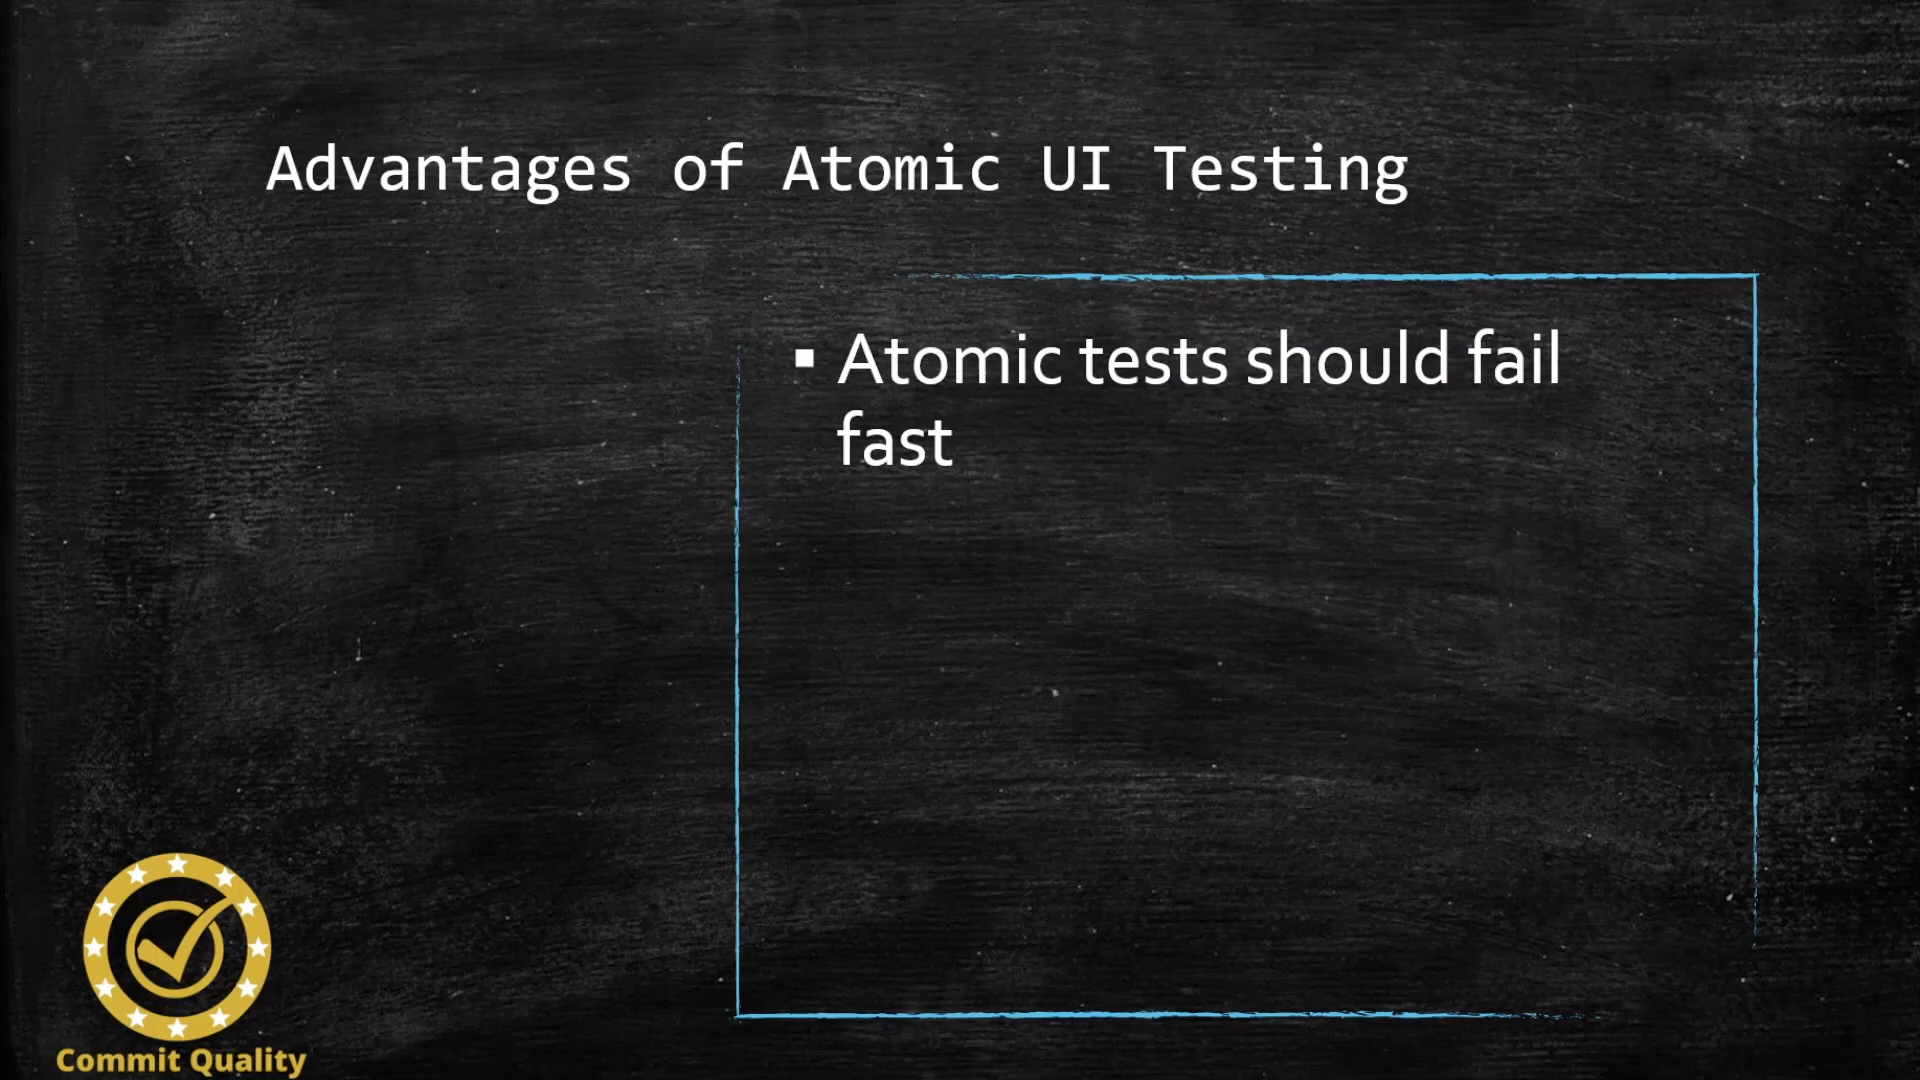 Advantages of Atomic UI Testing
▪ Atomic tests should fail
fast
Commit Quality